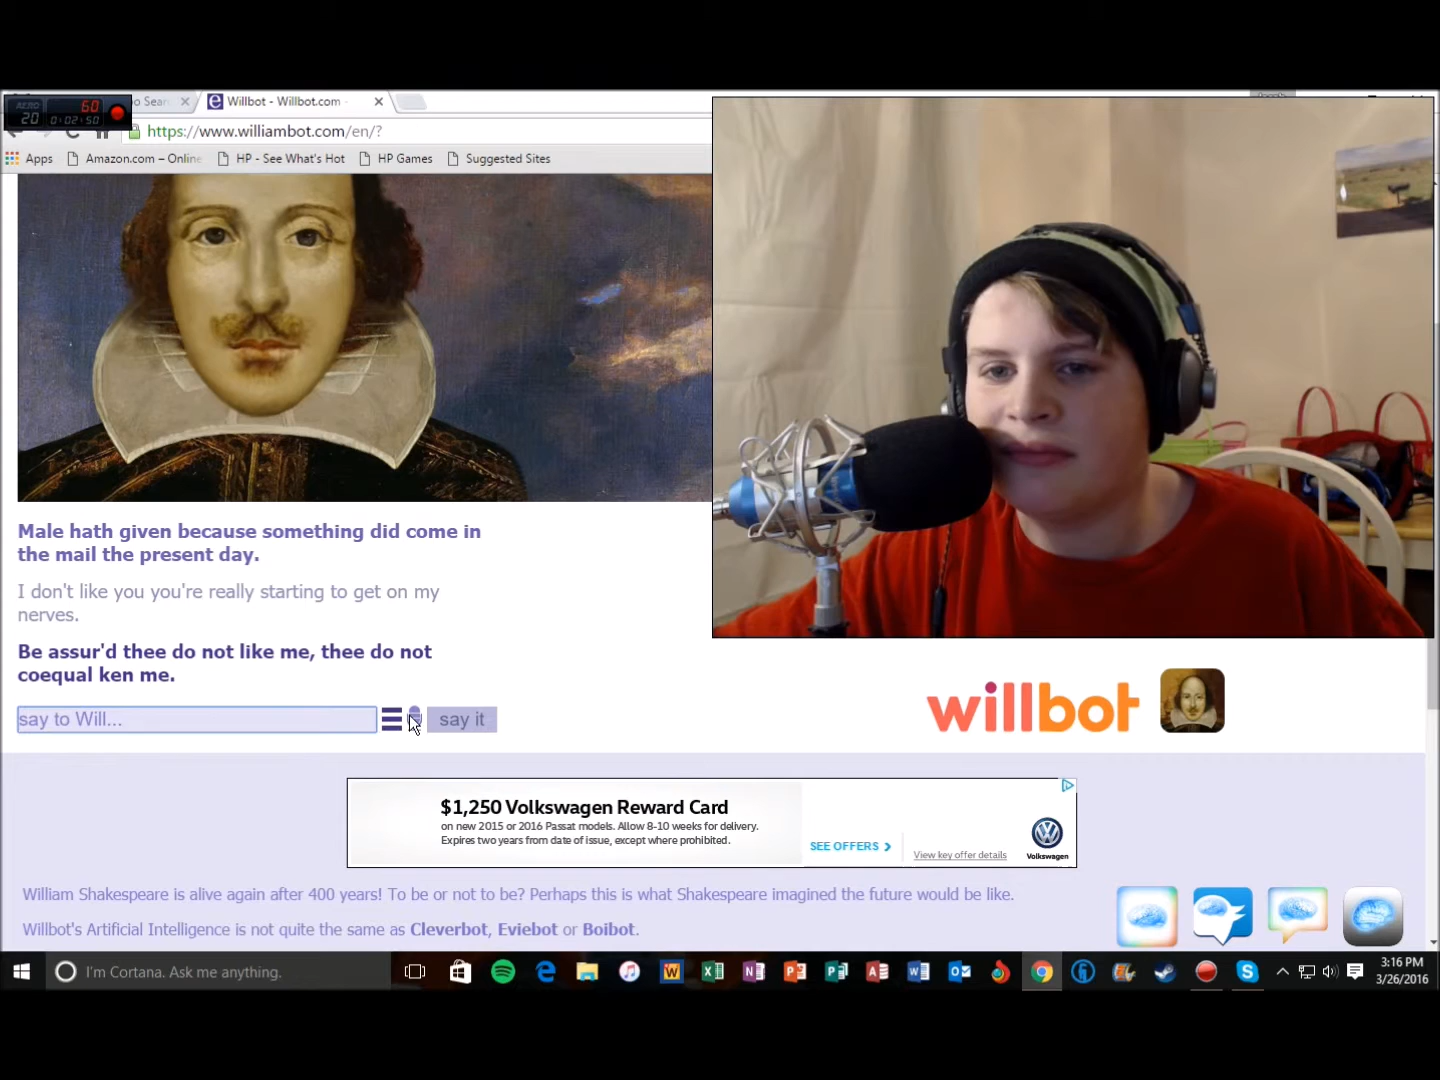 AERO
20
60
0:02:50
o Sear
Willbot - Willbot.com
https://www.williambot.com/en/?
Apps
Amazon.com – Online
HP - See What's Hot
HP Games
Suggested Sites
Male hath given because something did come in
the mail the present day.
I don't like you you're really starting to get on my
nerves.
Be assur'd thee do not like me, thee do not
coequal ken me.
say to Will...
say it
willbot
$1,250 Volkswagen Reward Card
on new 2015 or 2016 Passat models. Allow 8-10 weeks for delivery.
Expires two years from date of issue, except where prohibited.
SEE OFFERS
View key offer details
Volkswagen
William Shakespeare is alive again after 400 years! To be or not to be? Perhaps this is what Shakespeare imagined the future would be like.
Willbot's Artificial Intelligence is not quite the same as Cleverbot, Eviebot or Boibot.
I'm Cortana. Ask me anything.
3:16 PM
3/26/2016